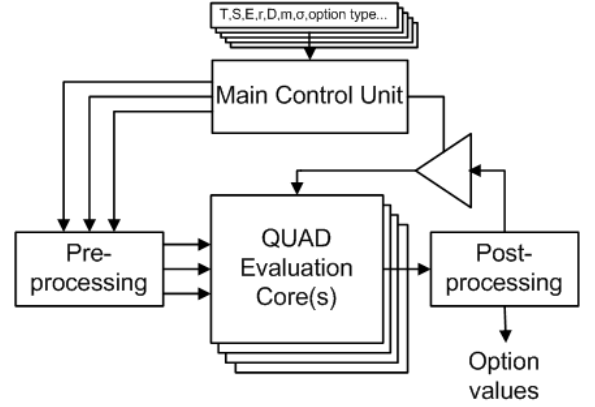 T,S,E,r,D,m,σ,option type...
Main Control Unit
Pre-
processing
QUAD
Evaluation
Core(s)
Post-
processing
Option
values